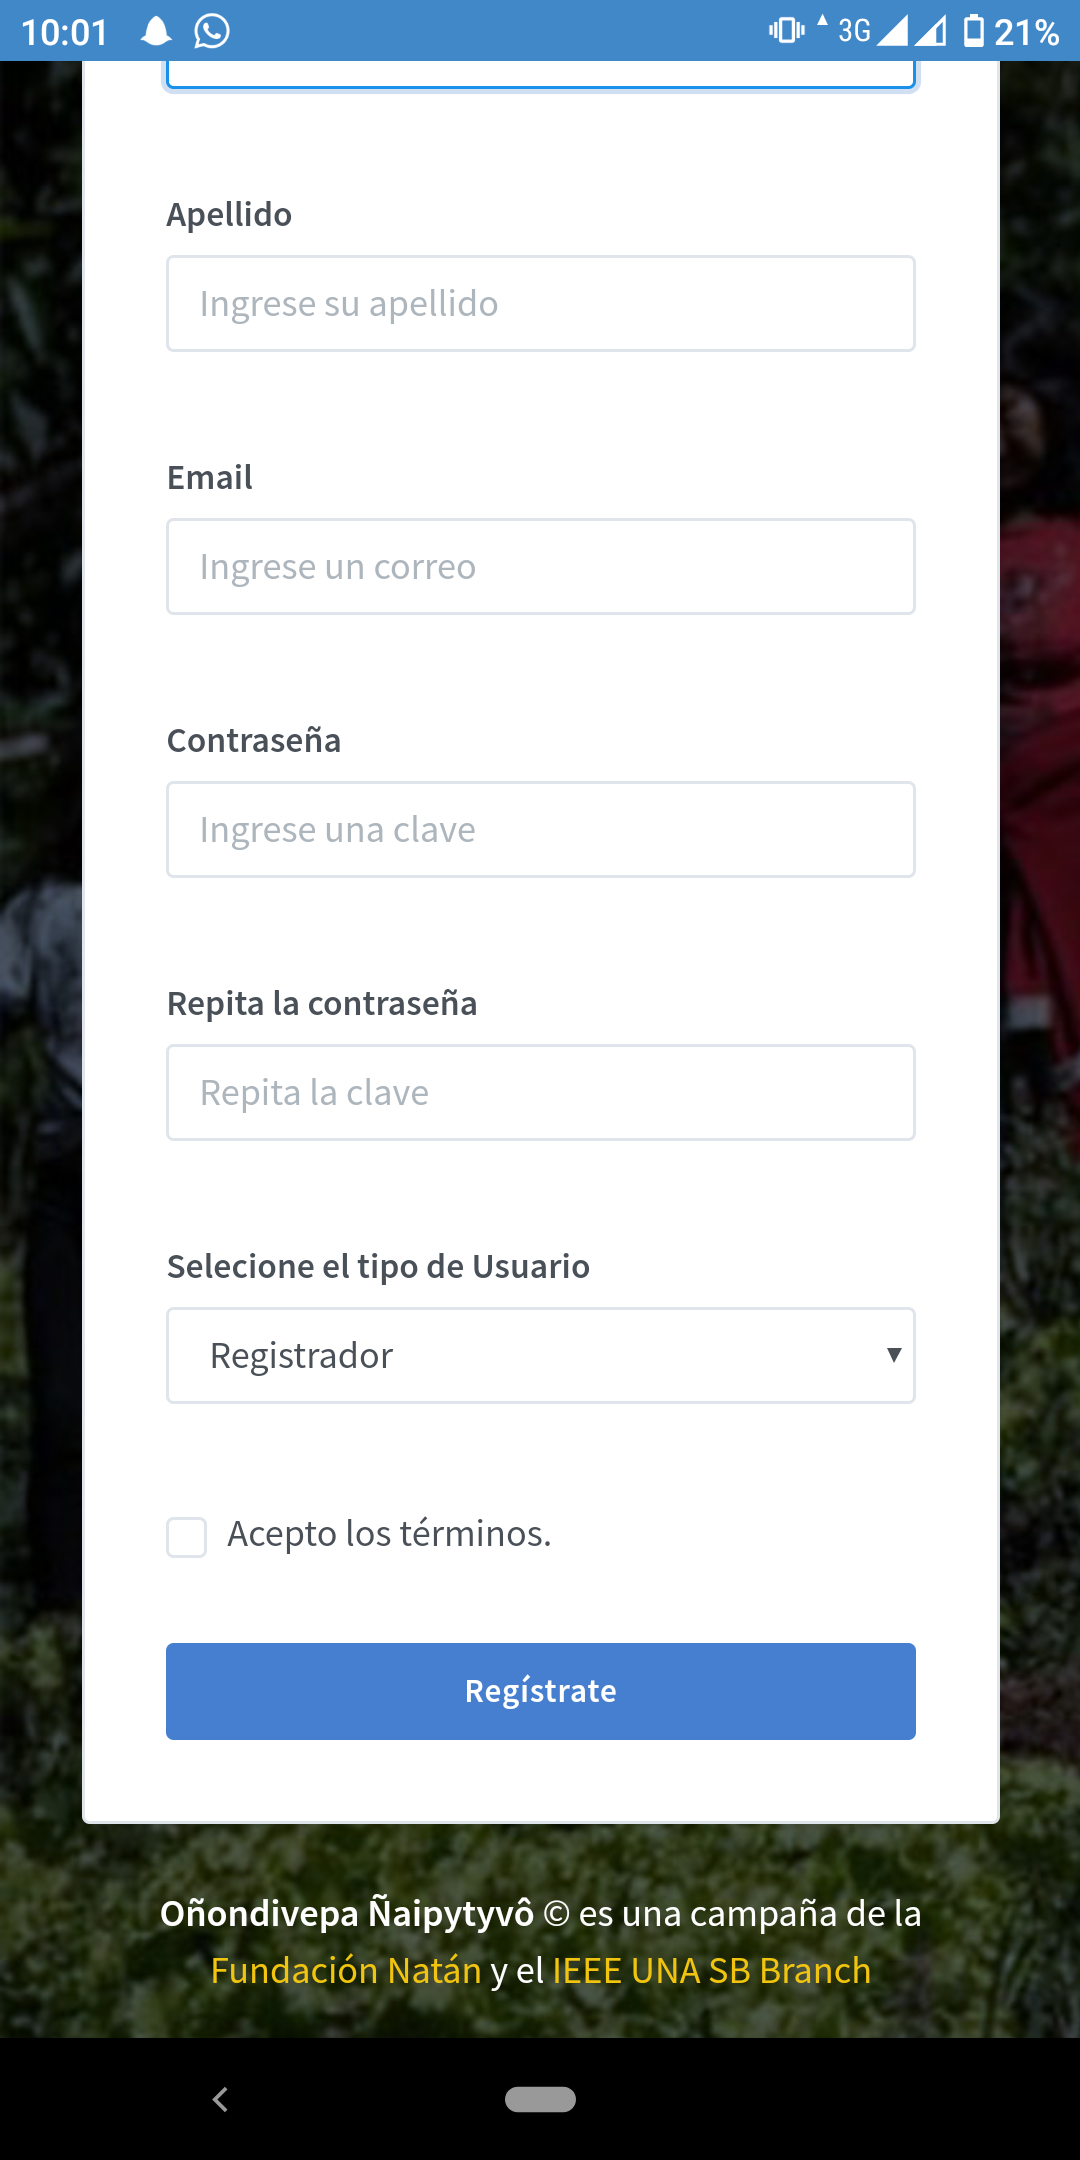 10:01 3G 21%
Apellido
Ingrese su apellido
Email
Ingrese un correo
Contraseña
Ingrese una clave
Repita la contraseña
Repita la clave
Selecione el tipo de Usuario
Registrador
Acepto los términos.
Regístrate
Oñondivepa Ñaipytyvô © es una campaña de la
Fundación Natán y el IEEE UNA SB Branch